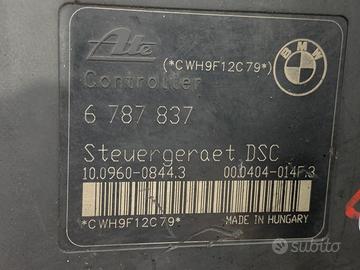 Ate
(*CWH9F12C79*)
BMW
Controller
6 787 837
Steuergeraet DSC
10.0960-0844.3
00.0404-014F.3
*CWH9F12C79*
MADE IN HUNGARY
subito